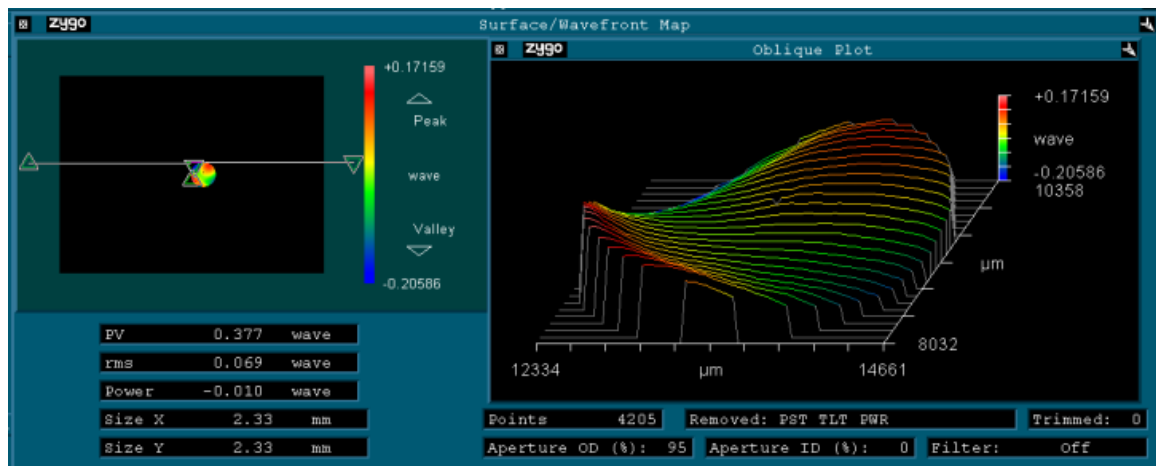 zygo Surface/Wavefront Map
+0.17159
Peak
wave
Valley
-0.20586
PV 0.377 wave
rms 0.069 wave
Power -0.010 wave
Size X 2.33 mm
Size Y 2.33 mm
zygo Oblique Plot
+0.17159
wave
-0.20586
10358
µm
8032
12334 µm 14661
Points 4205 Removed: PST TLT PWR Trimmed: 0
Aperture OD (%): 95 Aperture ID (%): 0 Filter: Off